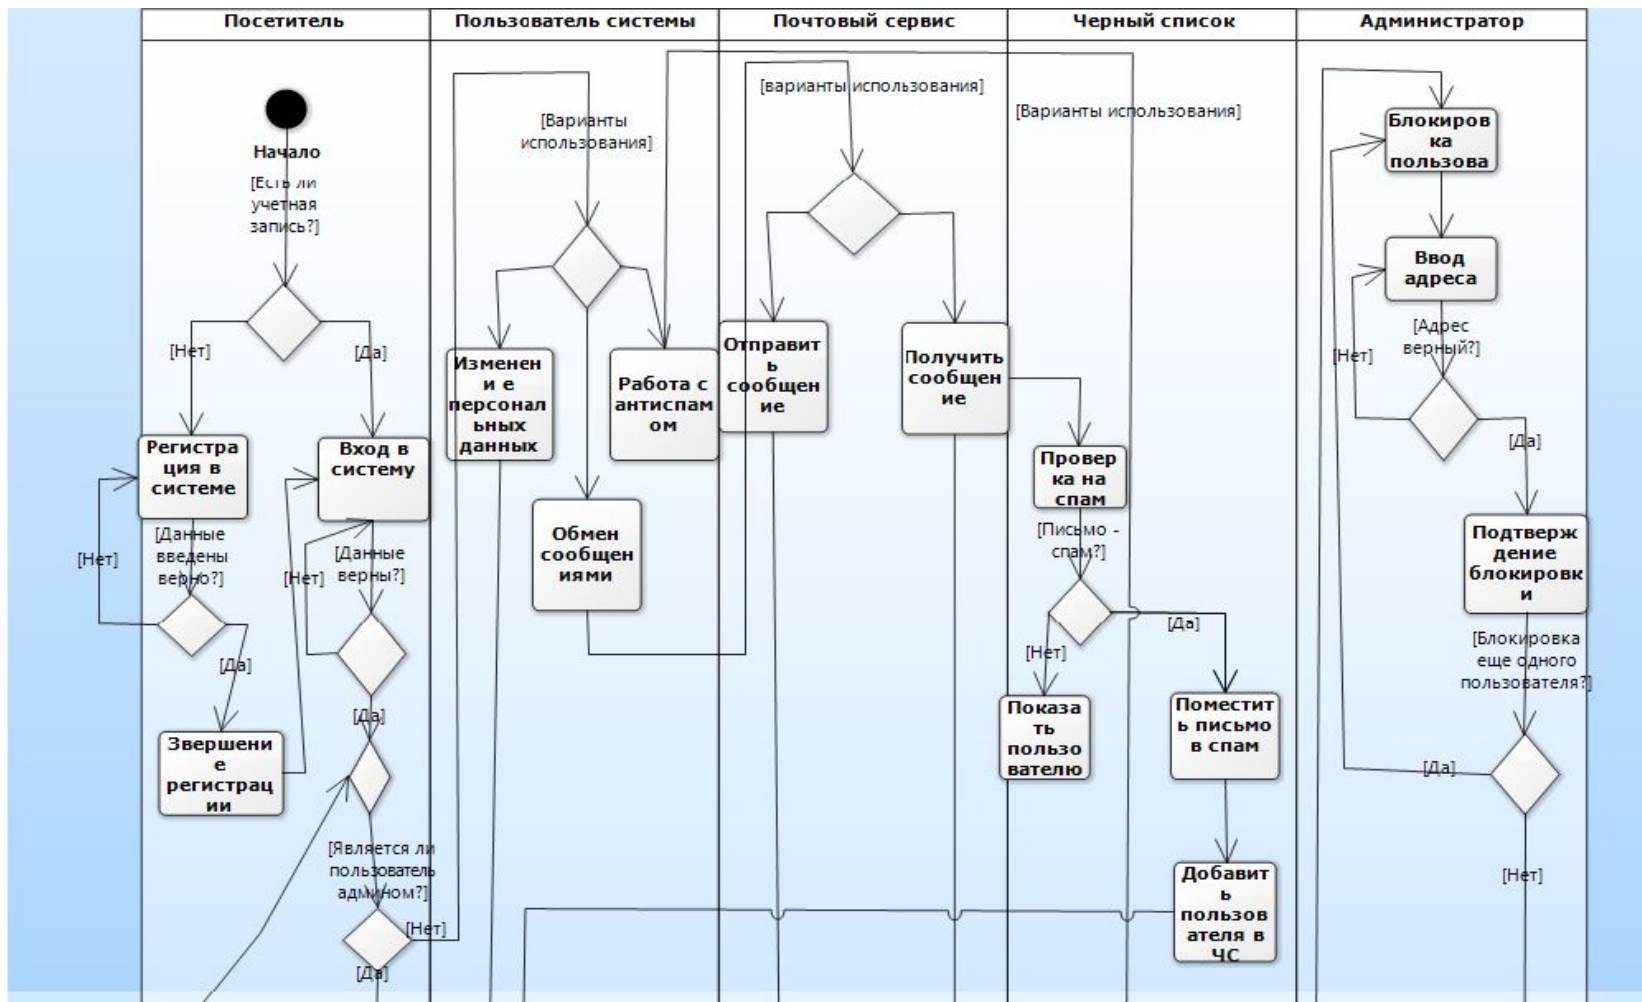 Посетитель
Пользователь системы
Почтовый сервис
Черный список
Администратор
Начало
[Есть ли
учетная
запись?]
[Нет]
[Да]
Регистра
ция в
системе
Вход в
систему
[Данные
введены
верно?]
[Нет]
[Да]
[Данные
верны?]
[Нет]
[Да]
Звершени
е
регистрац
ии
[Является ли
пользователь
админом?]
[Нет]
[Да]
[Варианты
использования]
Изменен
и е
персонал
ьных
данных
Работа с
антиспам
ом
Обмен
сообщен
иями
[варианты использования]
Отправит
ь
сообщен
ие
Получить
сообщен
ие
[Варианты использования]
Провер
ка на
спам
[Письмо -
спам?]
[Нет]
[Да]
Показа
ть
пользо
вателю
Поместит
ь письмо
в спам
Добавит
ь
пользов
ателя в
ЧС
Блокиров
ка
пользова
Ввод
адреса
[Адрес
верный?]
[Нет]
[Да]
Подтверж
дение
блокировк
и
[Блокировка
еще одного
пользователя?]
[Да]
[Нет]